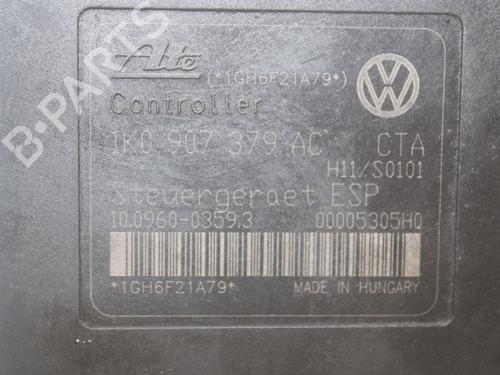 B-PARTS
Ate (*1GH6F21A79*)
Controller
1K0 907 379 AC CTA
H11/S0101
Steuergeraet ESP
10.0960-0359.3 00005305H0
*1GH6F21A79* MADE IN HUNGARY